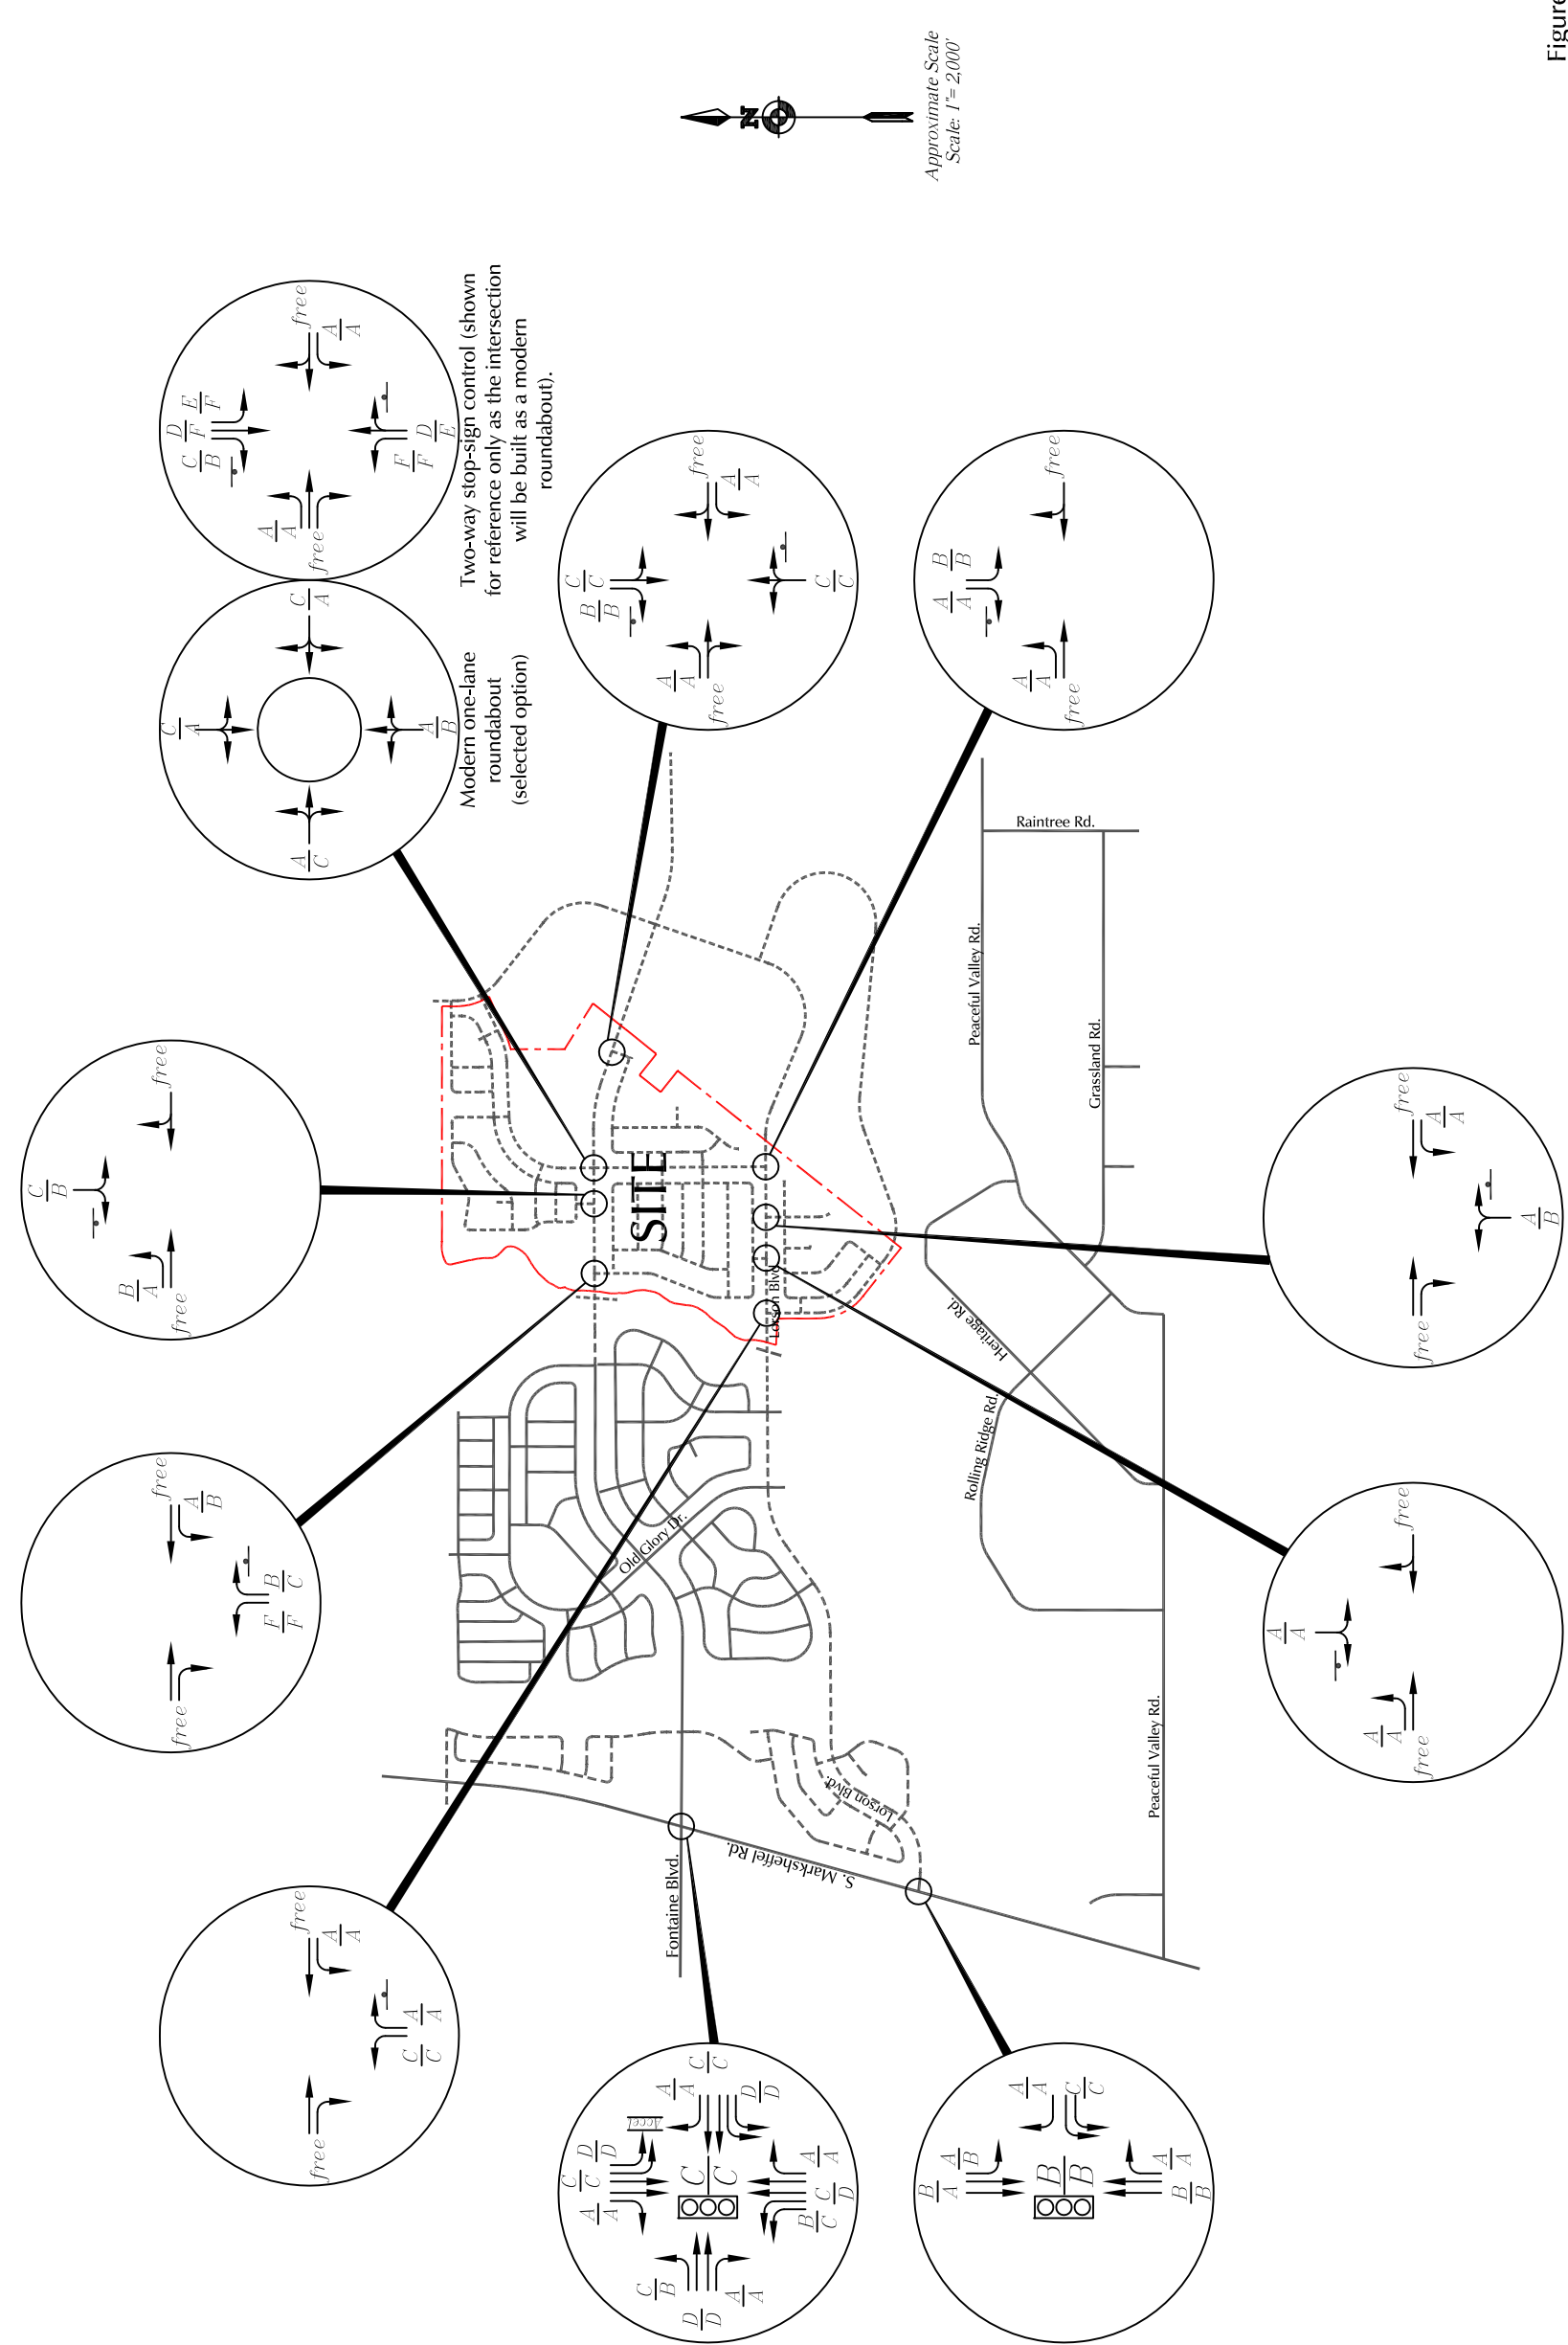 free
A
B
free
F
F
B
C
C
B
B
A
free
free
C
A
C
A
A
C
A
B
Modern one-lane
roundabout
(selected option)
C
B
D
F
E
F
free
A
A
A
A
free
F
F
D
E
Two-way stop-sign control (shown
for reference only as the intersection
will be built as a modern
roundabout).
free
A
A
free
C
C
A
A
B
B
C
C
free
A
A
A
A
free
C
C
A
A
B
B
A
A
free
free
A
A
C
C
D
D
Accel
A
A
C
C
D
D
C
B
D
D
A
A
C
C
B
C
C
D
A
A
B
A
A
B
A
A
C
C
B
B
B
B
A
A
A
A
A
A
free
free
free
A
A
free
A
B
SITE
Lorson Blvd.
Old Glory Dr.
Fontaine Blvd.
S. Marksheffel Rd.
Lorson Blvd.
Peaceful Valley Rd.
Raintree Rd.
Grassland Rd.
Heritage Rd.
Rolling Ridge Rd.
Peaceful Valley Rd.
N
Approximate Scale
Scale: 1"= 2,000'
Figure